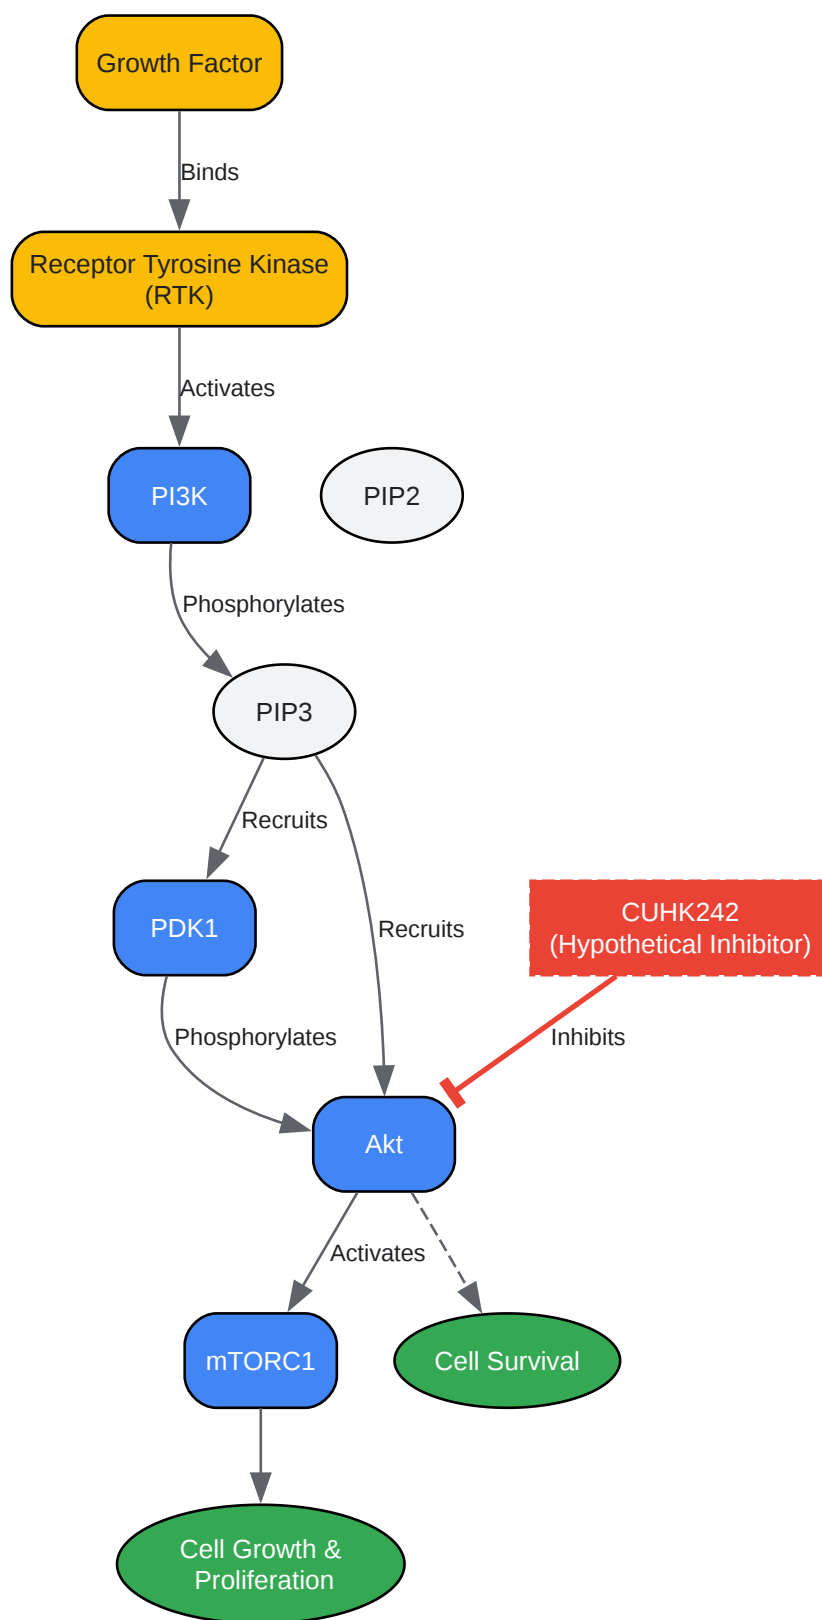 Growth Factor
Binds
Receptor Tyrosine Kinase
(RTK)
Activates
PI3K
PIP2
Phosphorylates
PIP3
Recruits
PDK1
Recruits
CUHK242
(Hypothetical Inhibitor)
Phosphorylates
Inhibits
Akt
Activates
mTORC1
Cell Survival
Cell Growth &
Proliferation